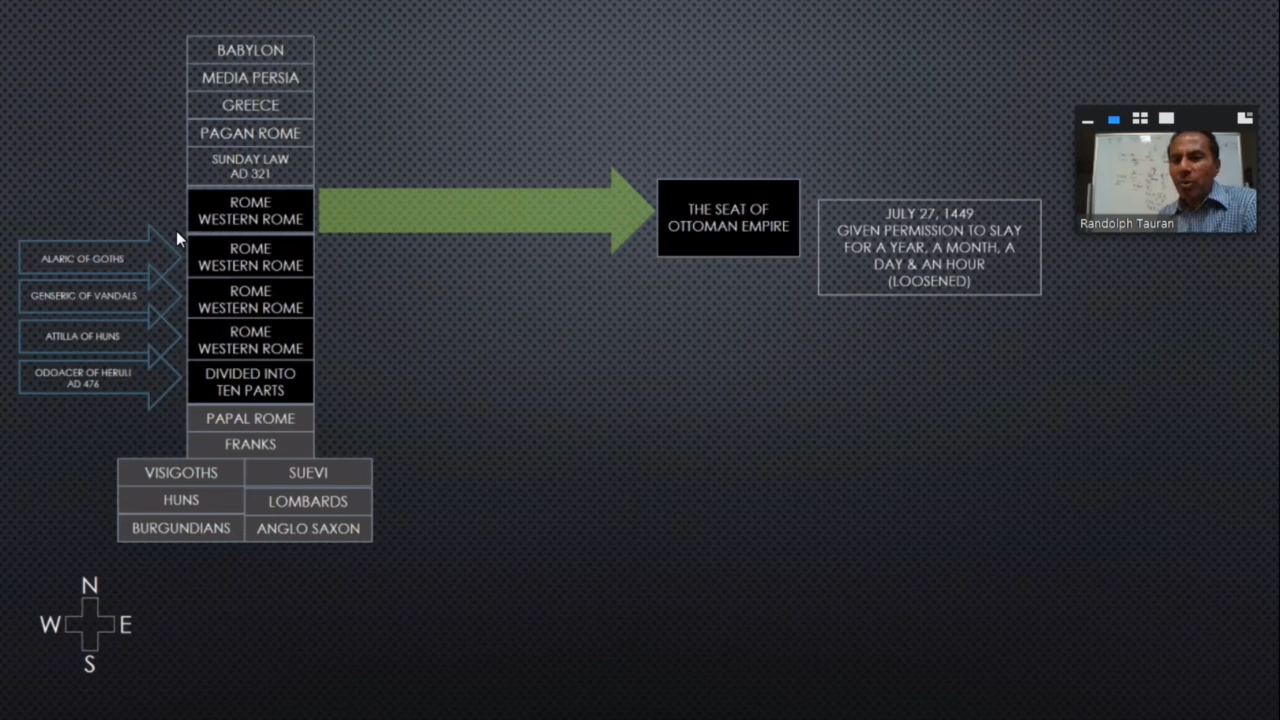 BABYLON
MEDIA PERSIA
GREECE
PAGAN ROME
SUNDAY LAW
AD 321
ROME
WESTERN ROME
ROME
WESTERN ROME
ROME
WESTERN ROME
ROME
WESTERN ROME
DIVIDED INTO
TEN PARTS
PAPAL ROME
FRANKS
VISIGOTHS
SUEVI
HUNS
LOMBARDS
BURGUNDIANS
ANGLO SAXON
ALARIC OF GOTHS
GENSERIC OF VANDALS
ATTILLA OF HUNS
ODOACER OF HERULI
AD 476
THE SEAT OF
OTTOMAN EMPIRE
JULY 27, 1449
GIVEN PERMISSION TO SLAY
FOR A YEAR, A MONTH, A
DAY & AN HOUR
(LOOSENED)
Randolph Tauran
N
W E
S